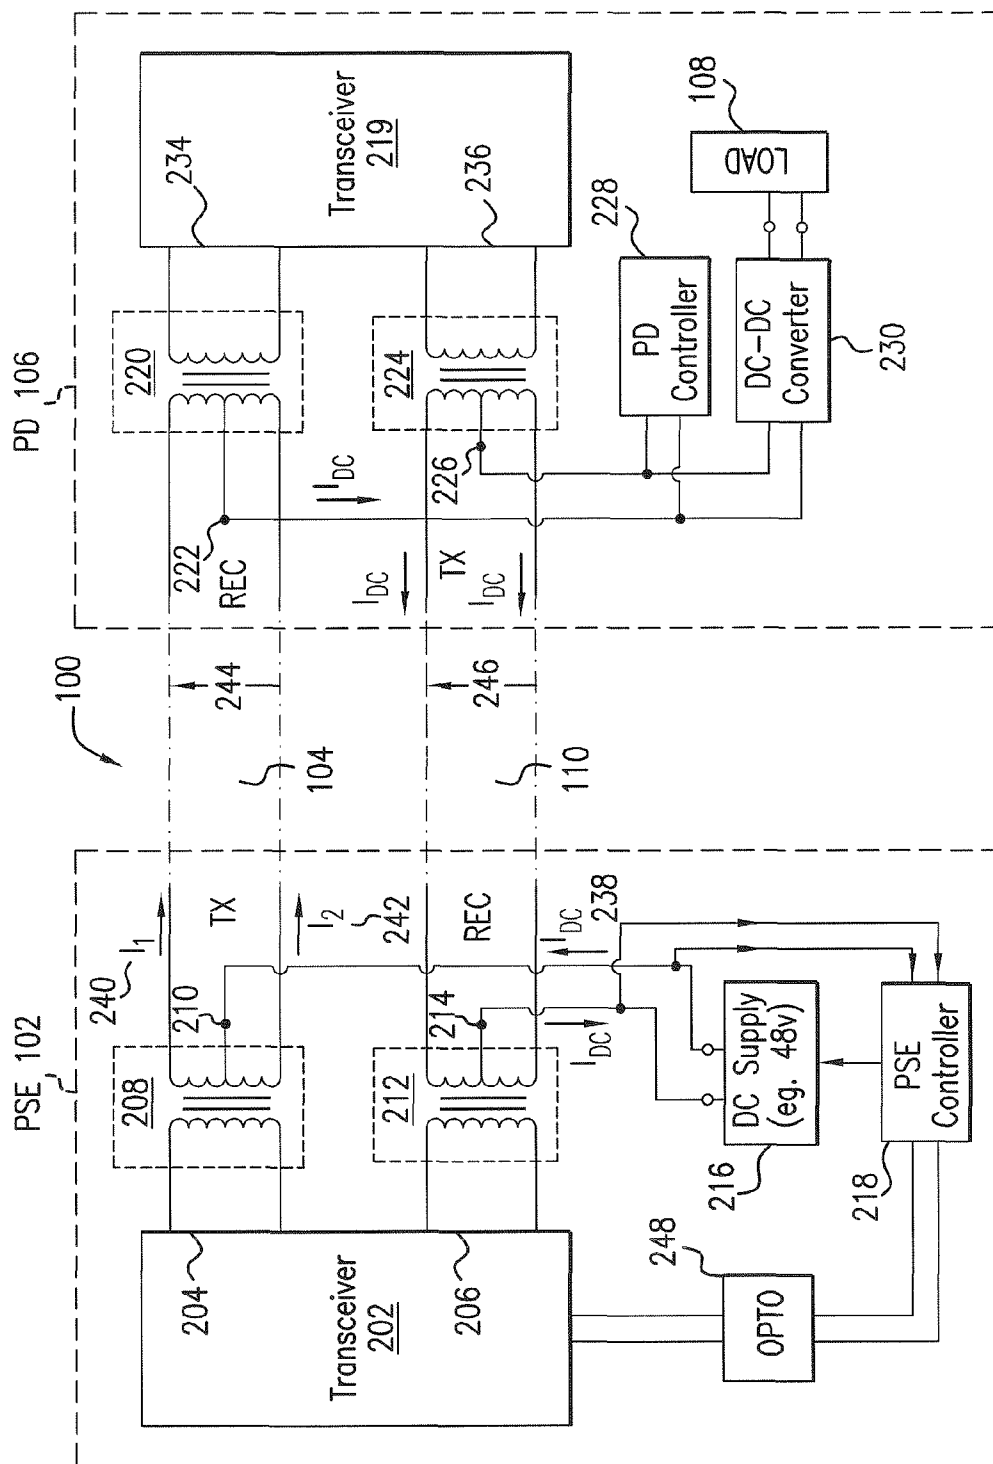 100
PSE 102
PD 106
Transceiver
202
204
206
208
210
240
I1
TX
I2
242
104
244
REC
222
220
234
Transceiver
219
236
212
214
REC
IDC
238
IDC
110
246
IDC
TX
IDC
IDC
226
224
228
PD
Controller
DC-DC
Converter
230
LOAD
108
DC Supply
(eg. 48v)
216
PSE
Controller
218
OPTO
248